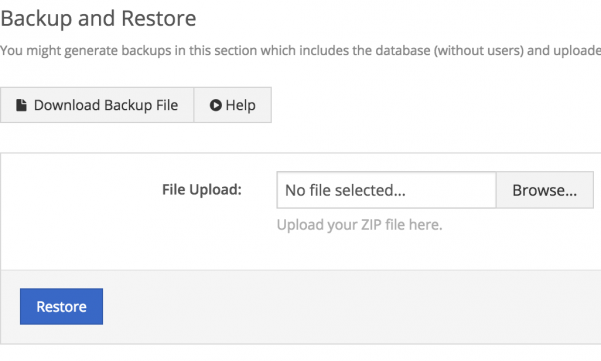 Backup and Restore
You might generate backups in this section which includes the database (without users) and uploade
Download Backup File Help
File Upload: No file selected... Browse...
Upload your ZIP file here.
Restore